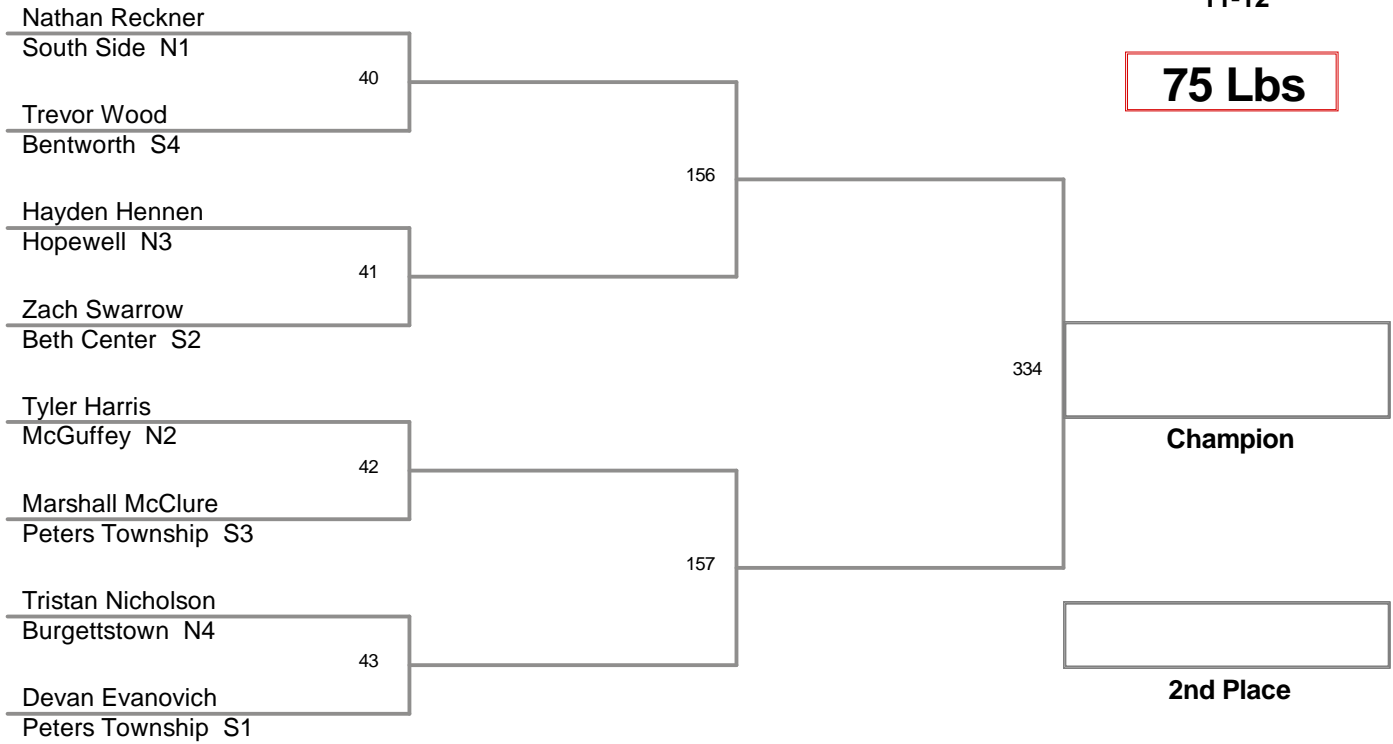 11-12
75 Lbs
Nathan Reckner
South Side N1
40
Trevor Wood
Bentworth S4
156
Hayden Hennen
Hopewell N3
41
Zach Swarrow
Beth Center S2
334
Champion
Tyler Harris
McGuffey N2
42
Marshall McClure
Peters Township S3
157
Tristan Nicholson
Burgettstown N4
43
Devan Evanovich
Peters Township S1
2nd Place